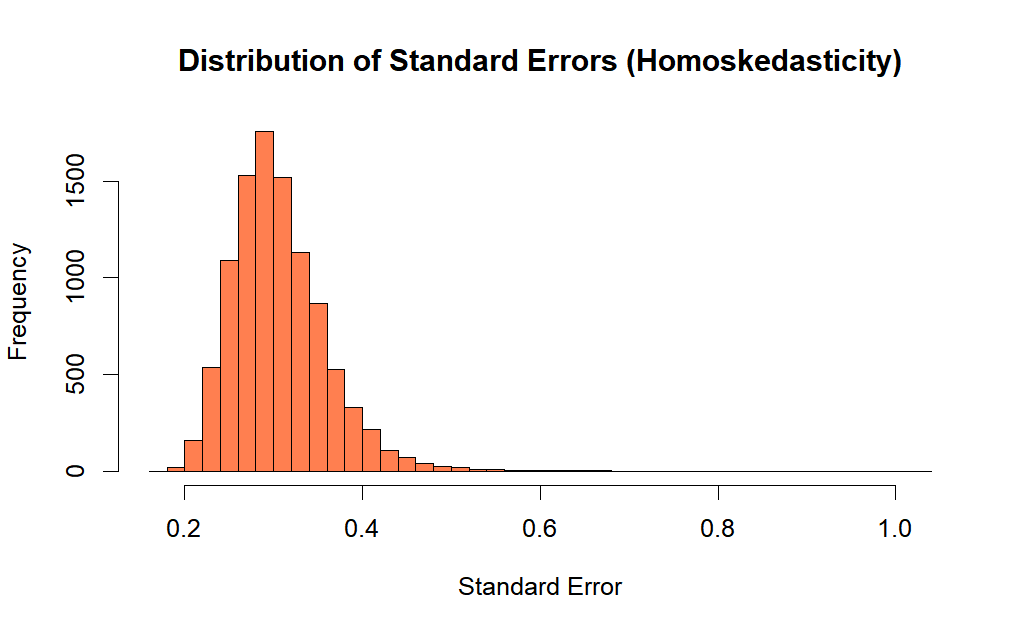 Distribution of Standard Errors (Homoskedasticity)
Frequency
1500
1000
500
0
0.2 0.4 0.6 0.8 1.0
Standard Error